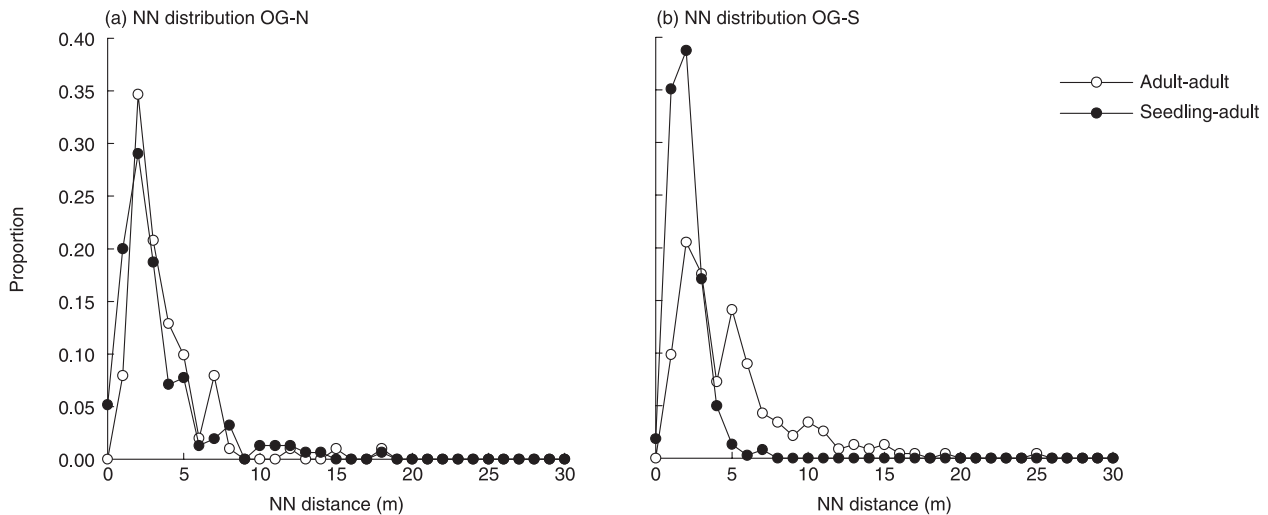 (a) NN distribution OG-N
(b) NN distribution OG-S
Adult-adult
Seedling-adult
Proportion
0.40
0.35
0.30
0.25
0.20
0.15
0.10
0.05
0.00
0 5 10 15 20 25 30
0 5 10 15 20 25 30
NN distance (m)
NN distance (m)